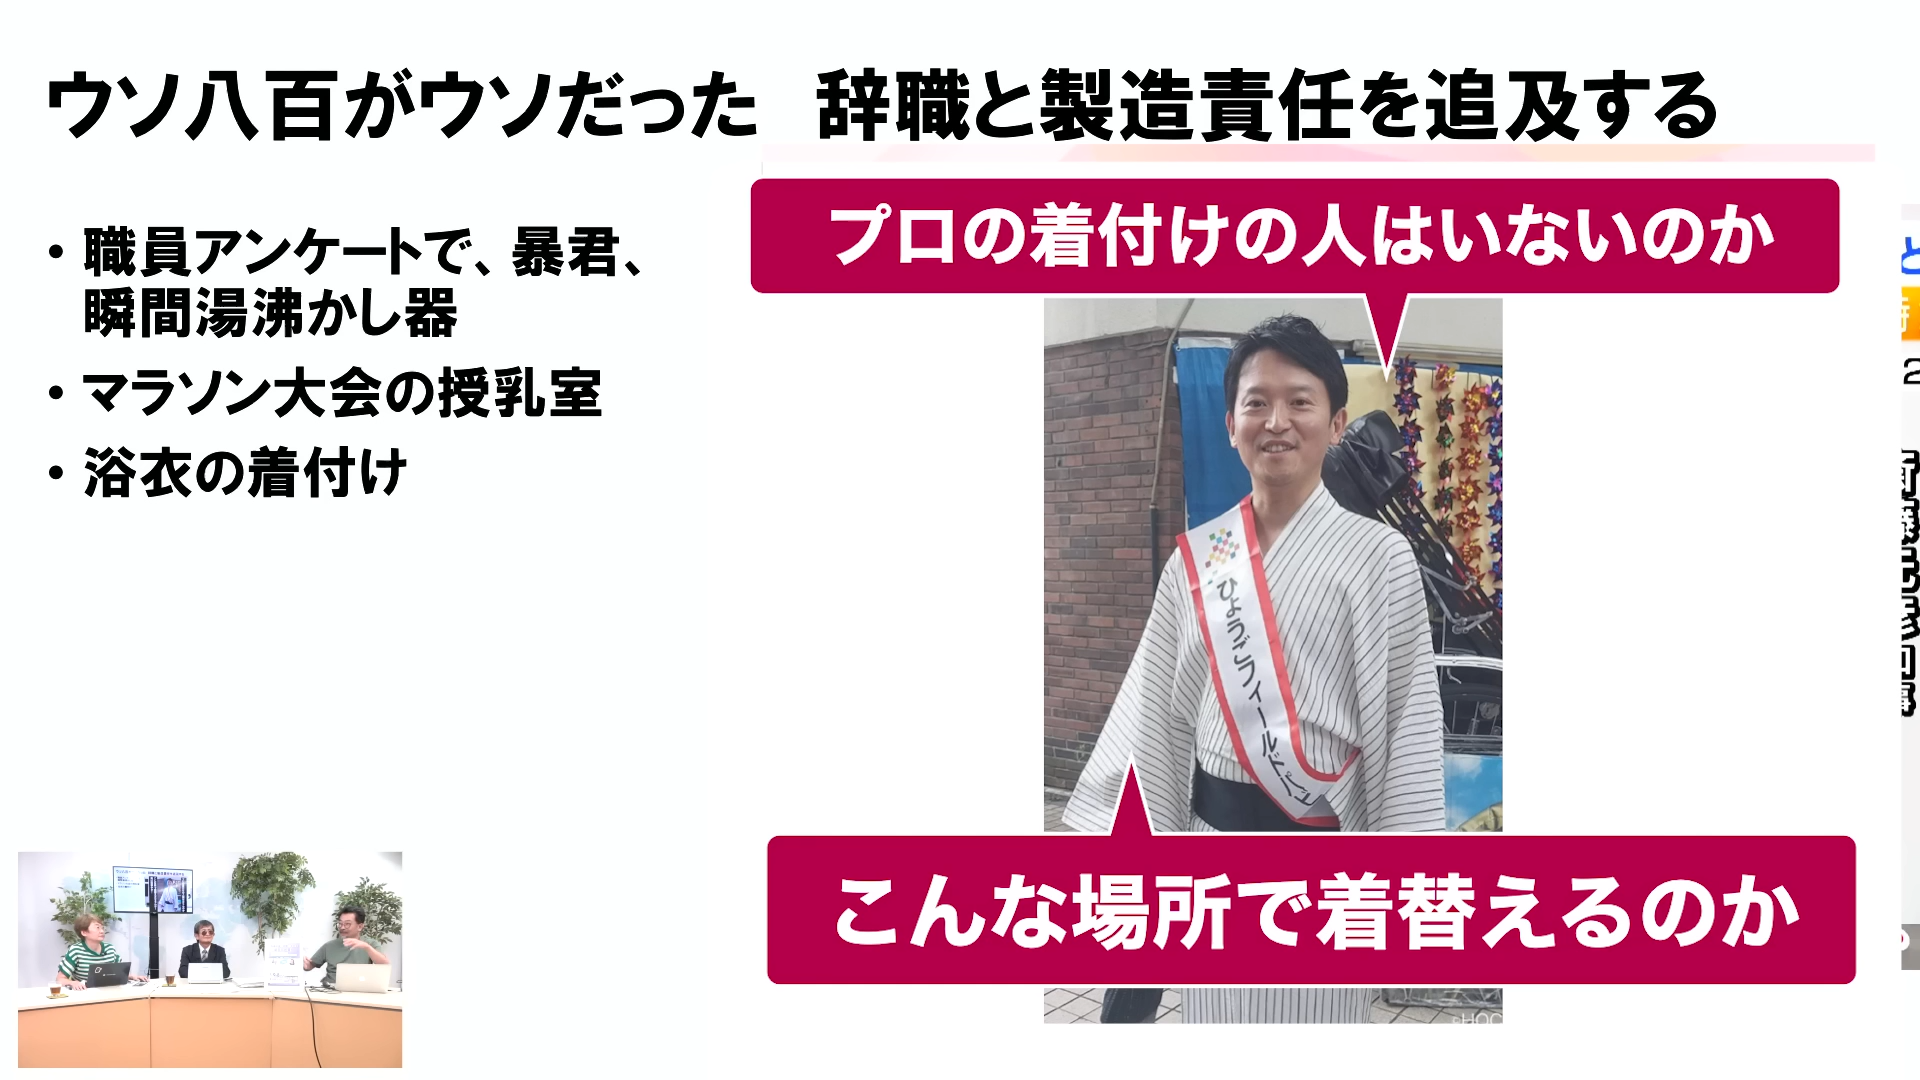 ウソ八百がウソだった　辞職と製造責任を追及する
・職員アンケートで、暴君、
瞬間湯沸かし器
・マラソン大会の授乳室
・浴衣の着付け
プロの着付けの人はいないのか
ひょうごフィールドパビ
こんな場所で着替えるのか